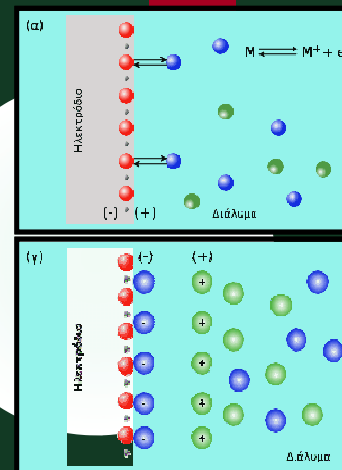 (α)
M ⇌ M⁺ + e
Ηλεκτρόδιο
(-) (+)
Διάλυμα
(γ)
(-)
(+)
Ηλεκτρόδιο
+
-
+
-
+
-
+
-
+
-
+
Διάλυμα